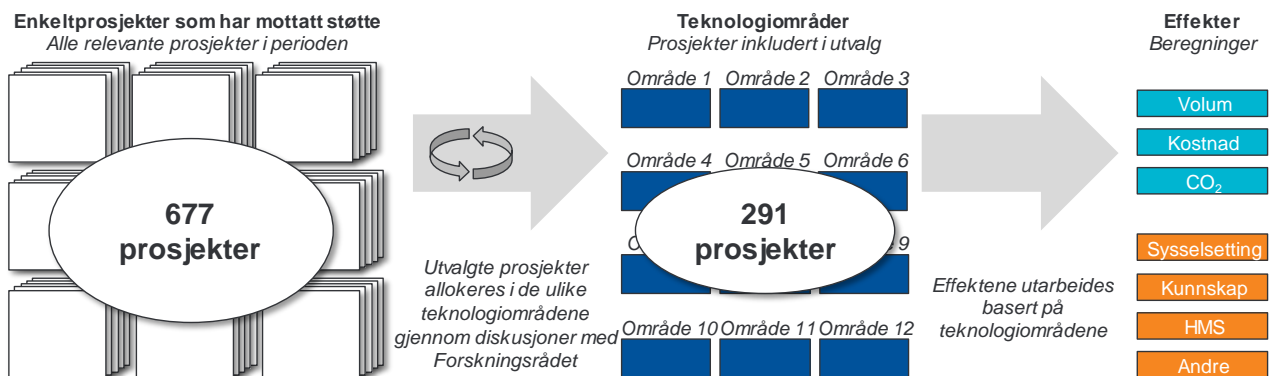 Enkeltprosjekter som har mottatt støtte
Alle relevante prosjekter i perioden
677
prosjekter
Utvalgte prosjekter
allokeres i de ulike
teknologiområdene
gjennom diskusjoner med
Forskningsrådet
Teknologiområder
Prosjekter inkludert i utvalg
Område 1 Område 2 Område 3
Område 4 Område 5 Område 6
291
prosjekter
9
Område 10 Område 11 Område 12
Effektene utarbeides
basert på
teknologiområdene
Effekter
Beregninger
Volum
Kostnad
CO₂
Sysselsetting
Kunnskap
HMS
Andre